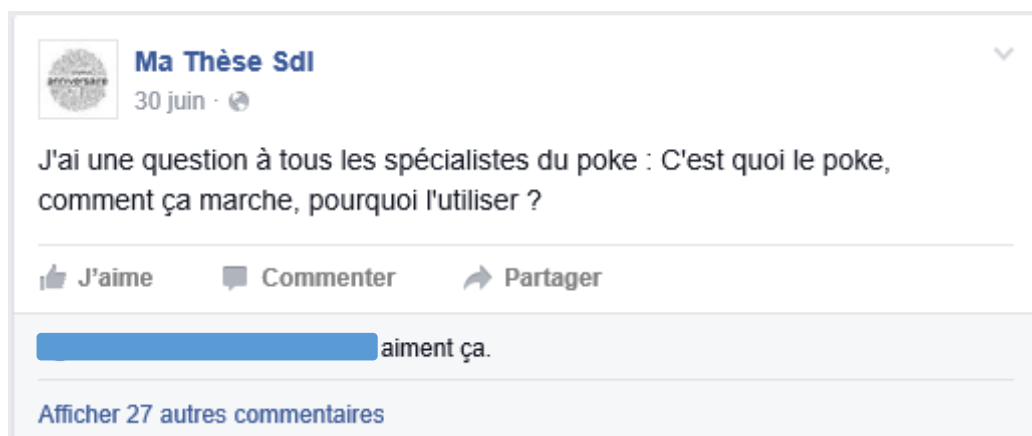 anniversaire
Ma Thèse Sdl
30 juin ·
J'ai une question à tous les spécialistes du poke : C'est quoi le poke,
comment ça marche, pourquoi l'utiliser ?
J'aime Commenter Partager
aiment ça.
Afficher 27 autres commentaires